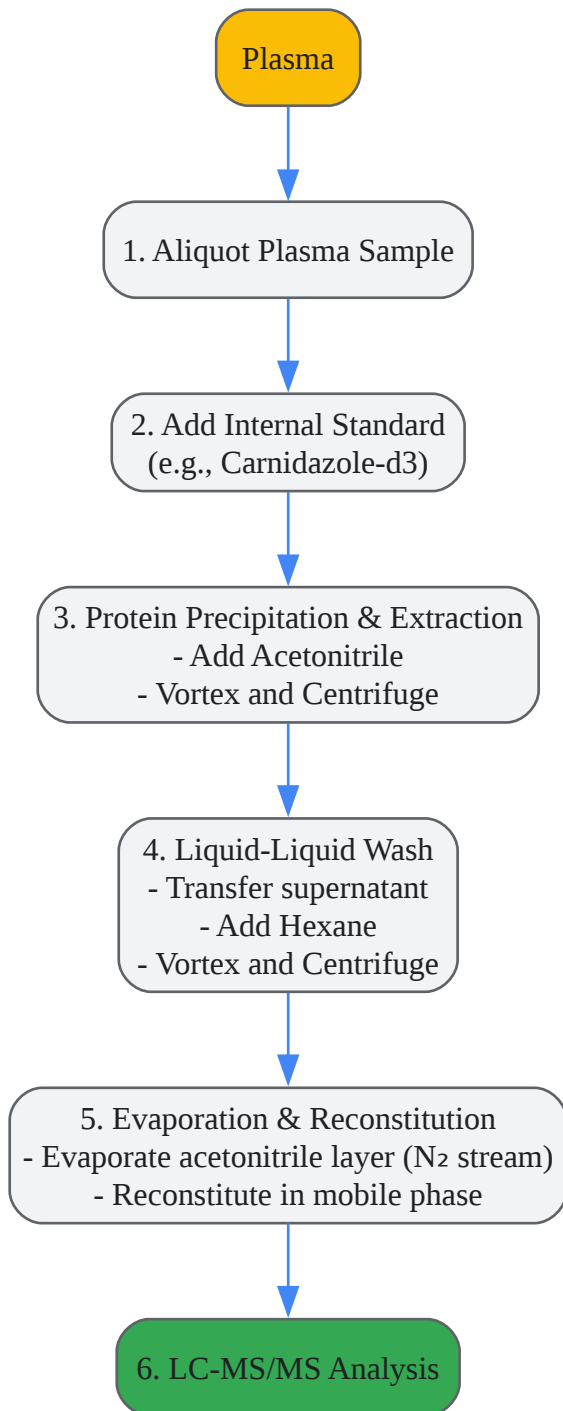 Plasma
1. Aliquot Plasma Sample
2. Add Internal Standard
(e.g., Carnidazole-d3)
3. Protein Precipitation & Extraction
- Add Acetonitrile
- Vortex and Centrifuge
4. Liquid-Liquid Wash
- Transfer supernatant
- Add Hexane
- Vortex and Centrifuge
5. Evaporation & Reconstitution
- Evaporate acetonitrile layer (N₂ stream)
- Reconstitute in mobile phase
6. LC-MS/MS Analysis